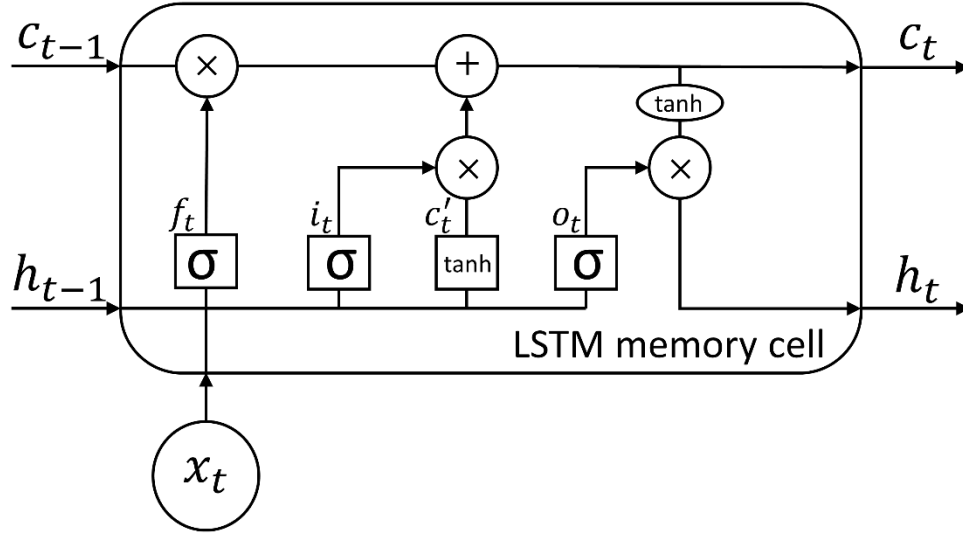 c_{t-1}
×
+
c_t
tanh
×
×
f_t
i_t
c'_t
o_t
σ
σ
tanh
σ
h_{t-1}
h_t
LSTM memory cell
x_t